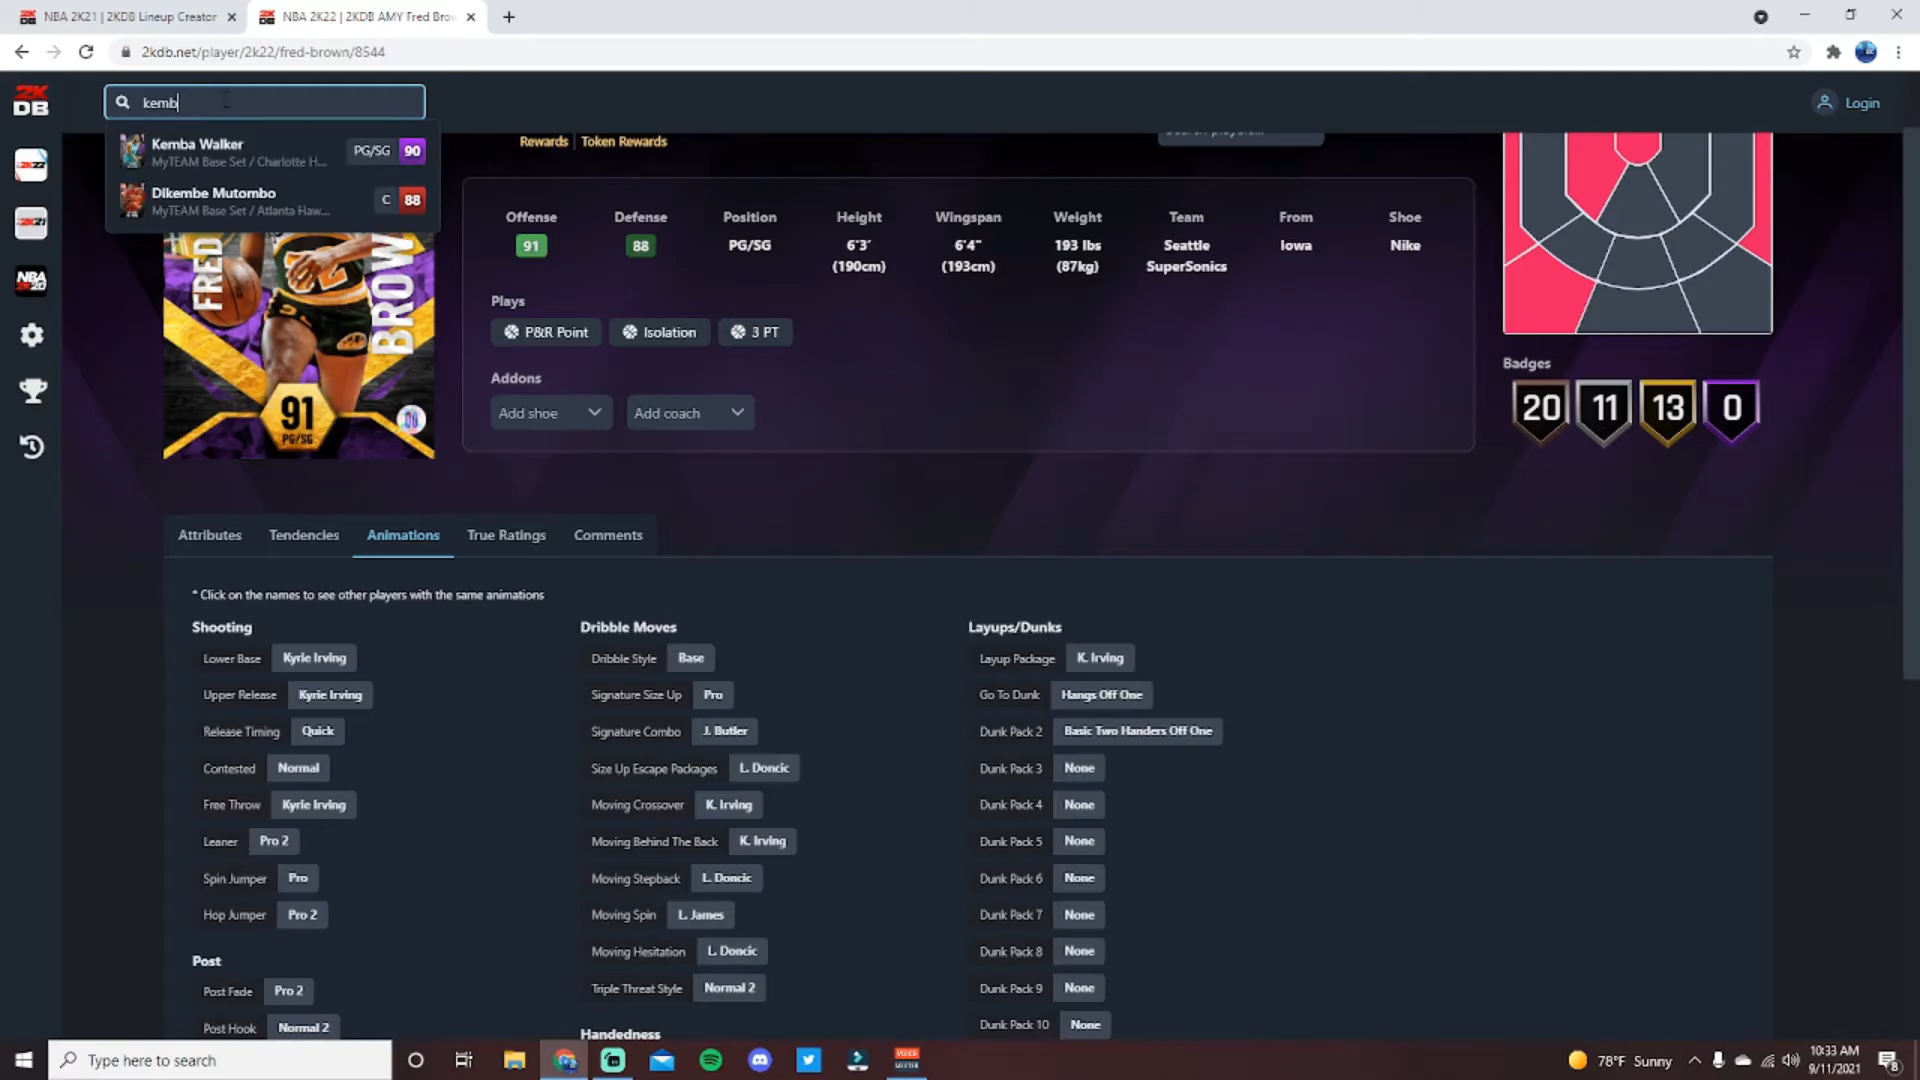 NBA 2K21 | 2KDB Lineup Creator
NBA 2K22 | 2KDB AMY Fred Brow
2kdb.net/player/2k22/fred-brown/8544
2K
DB
kemb
Login
Kemba Walker
MyTEAM Base Set / Charlotte H...
PG/SG 90
Dikembe Mutombo
MyTEAM Base Set / Atlanta Haw...
C 88
Rewards | Token Rewards
2K22
2K21
NBA
2K20
FRED
BROW
91
PG/SG
Offense Defense Position Height Wingspan Weight Team From Shoe
91 88 PG/SG 6'3' 6'4" 193 lbs Seattle Iowa Nike
(190cm) (193cm) (87kg) SuperSonics
Plays
P&R Point Isolation 3 PT
Addons
Add shoe Add coach
Badges
20 11 13 0
Attributes Tendencies Animations True Ratings Comments
* Click on the names to see other players with the same animations
Shooting
Lower Base Kyrie Irving
Upper Release Kyrie Irving
Release Timing Quick
Contested Normal
Free Throw Kyrie Irving
Leaner Pro 2
Spin Jumper Pro
Hop Jumper Pro 2
Post
Post Fade Pro 2
Post Hook Normal 2
Dribble Moves
Dribble Style Base
Signature Size Up Pro
Signature Combo J. Butler
Size Up Escape Packages L. Doncic
Moving Crossover K. Irving
Moving Behind The Back K. Irving
Moving Stepback L. Doncic
Moving Spin L. James
Moving Hesitation L. Doncic
Triple Threat Style Normal 2
Handedness
Layups/Dunks
Layup Package K. Irving
Go To Dunk Hangs Off One
Dunk Pack 2 Basic Two Handers Off One
Dunk Pack 3 None
Dunk Pack 4 None
Dunk Pack 5 None
Dunk Pack 6 None
Dunk Pack 7 None
Dunk Pack 8 None
Dunk Pack 9 None
Dunk Pack 10 None
Type here to search
VOICE
MEETER
78°F Sunny
10:33 AM
9/11/2021
8